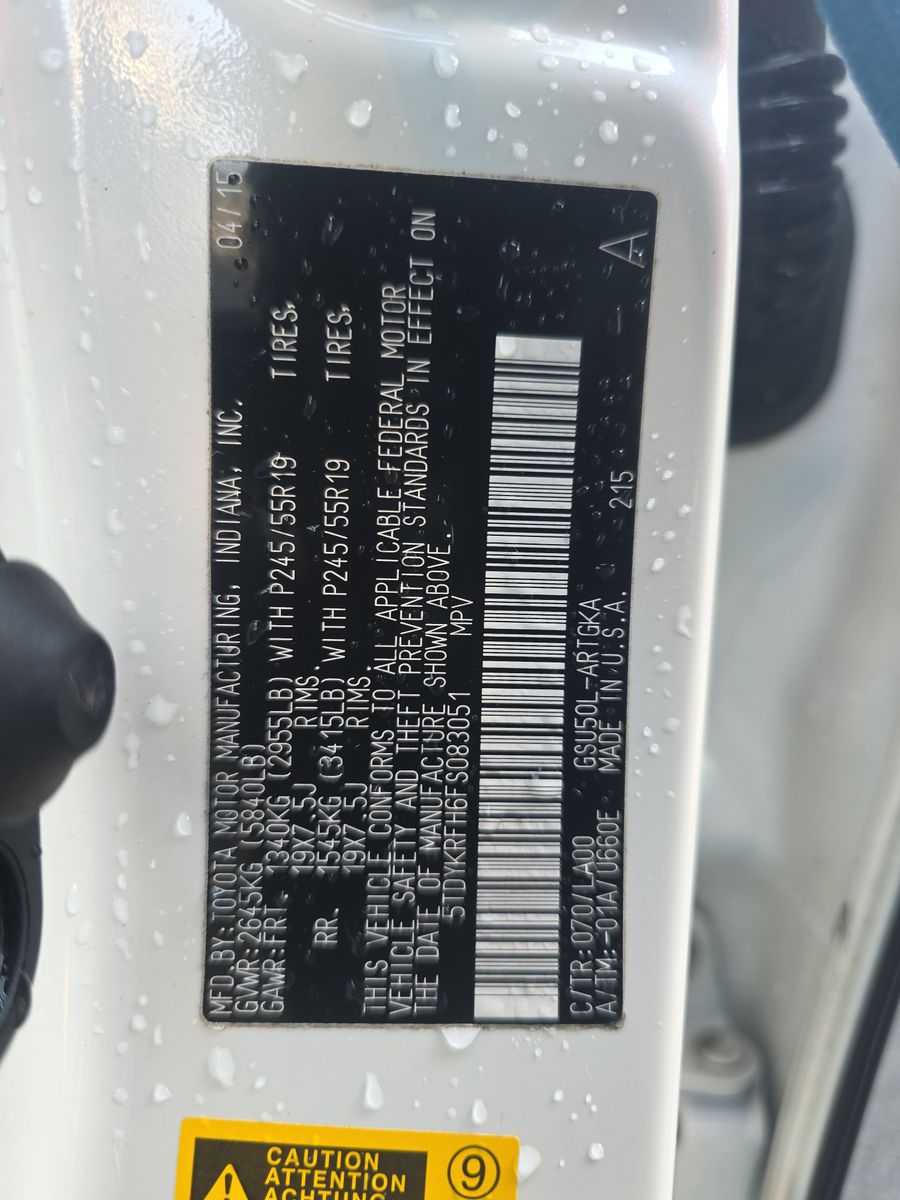 MFD.BY:TOYOTA MOTOR MANUFACTURING, INDIANA, INC. 04/15
GVWR:2645KG (5840LB)
GAWR:FRT. 1340KG (2955LB) WITH P245/55R19 TIRES,
19X7.5J RIMS.
RR. 1545KG (3415LB) WITH P245/55R19 TIRES,
19X7.5J RIMS.
THIS VEHICLE CONFORMS TO ALL APPLICABLE FEDERAL MOTOR
VEHICLE SAFETY AND THEFT PREVENTION STANDARDS IN EFFECT ON
THE DATE OF MANUFACTURE SHOWN ABOVE.
5TDYKRFH6FS083051 MPV
C/TR:070/LA00 GSU50L-ARTGKA
A/TM:-01A/U660E MADE IN U.S.A. 215 A
CAUTION
ATTENTION
ACHTUNG
9